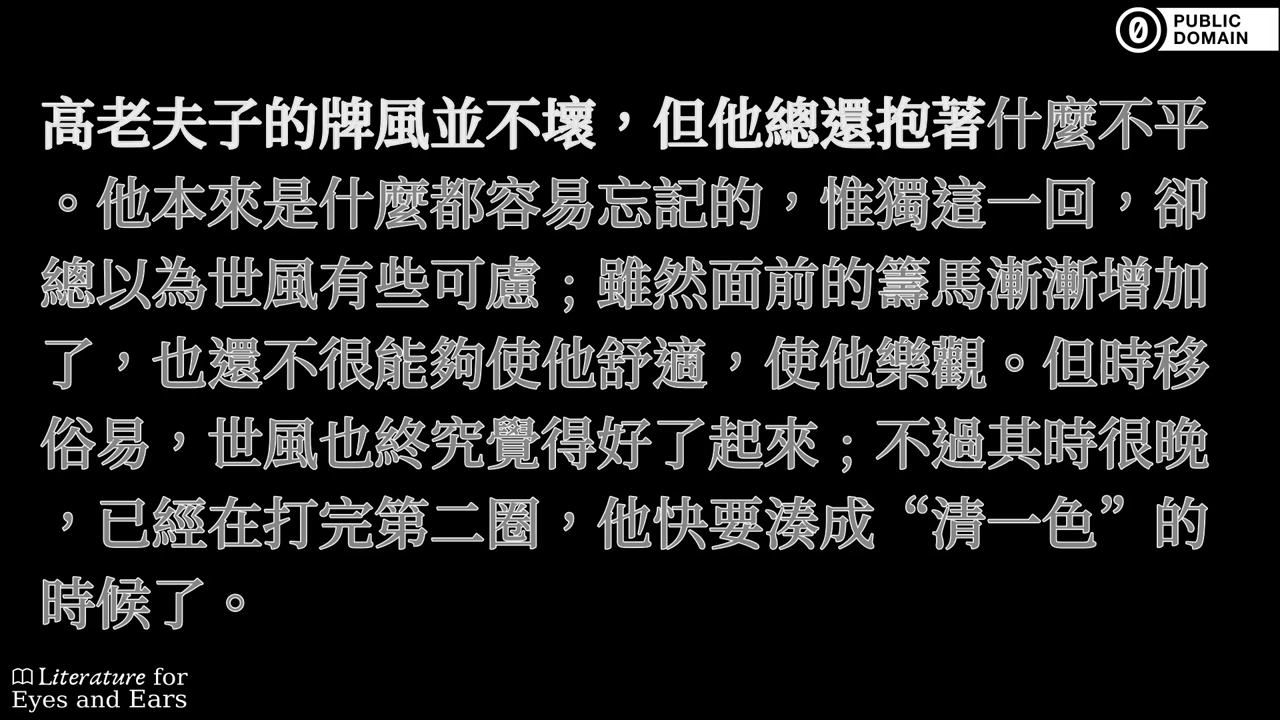 PUBLIC
DOMAIN
高老夫子的牌風並不壞，但他總還抱著什麼不平
。他本來是什麼都容易忘記的，惟獨這一回，卻
總以為世風有些可慮；雖然面前的籌馬漸漸增加
了，也還不很能夠使他舒適，使他樂觀。但時移
俗易，世風也終究覺得好了起來；不過其時很晚
，已經在打完第二圈，他快要湊成“清一色”的
時候了。
Literature for
Eyes and Ears